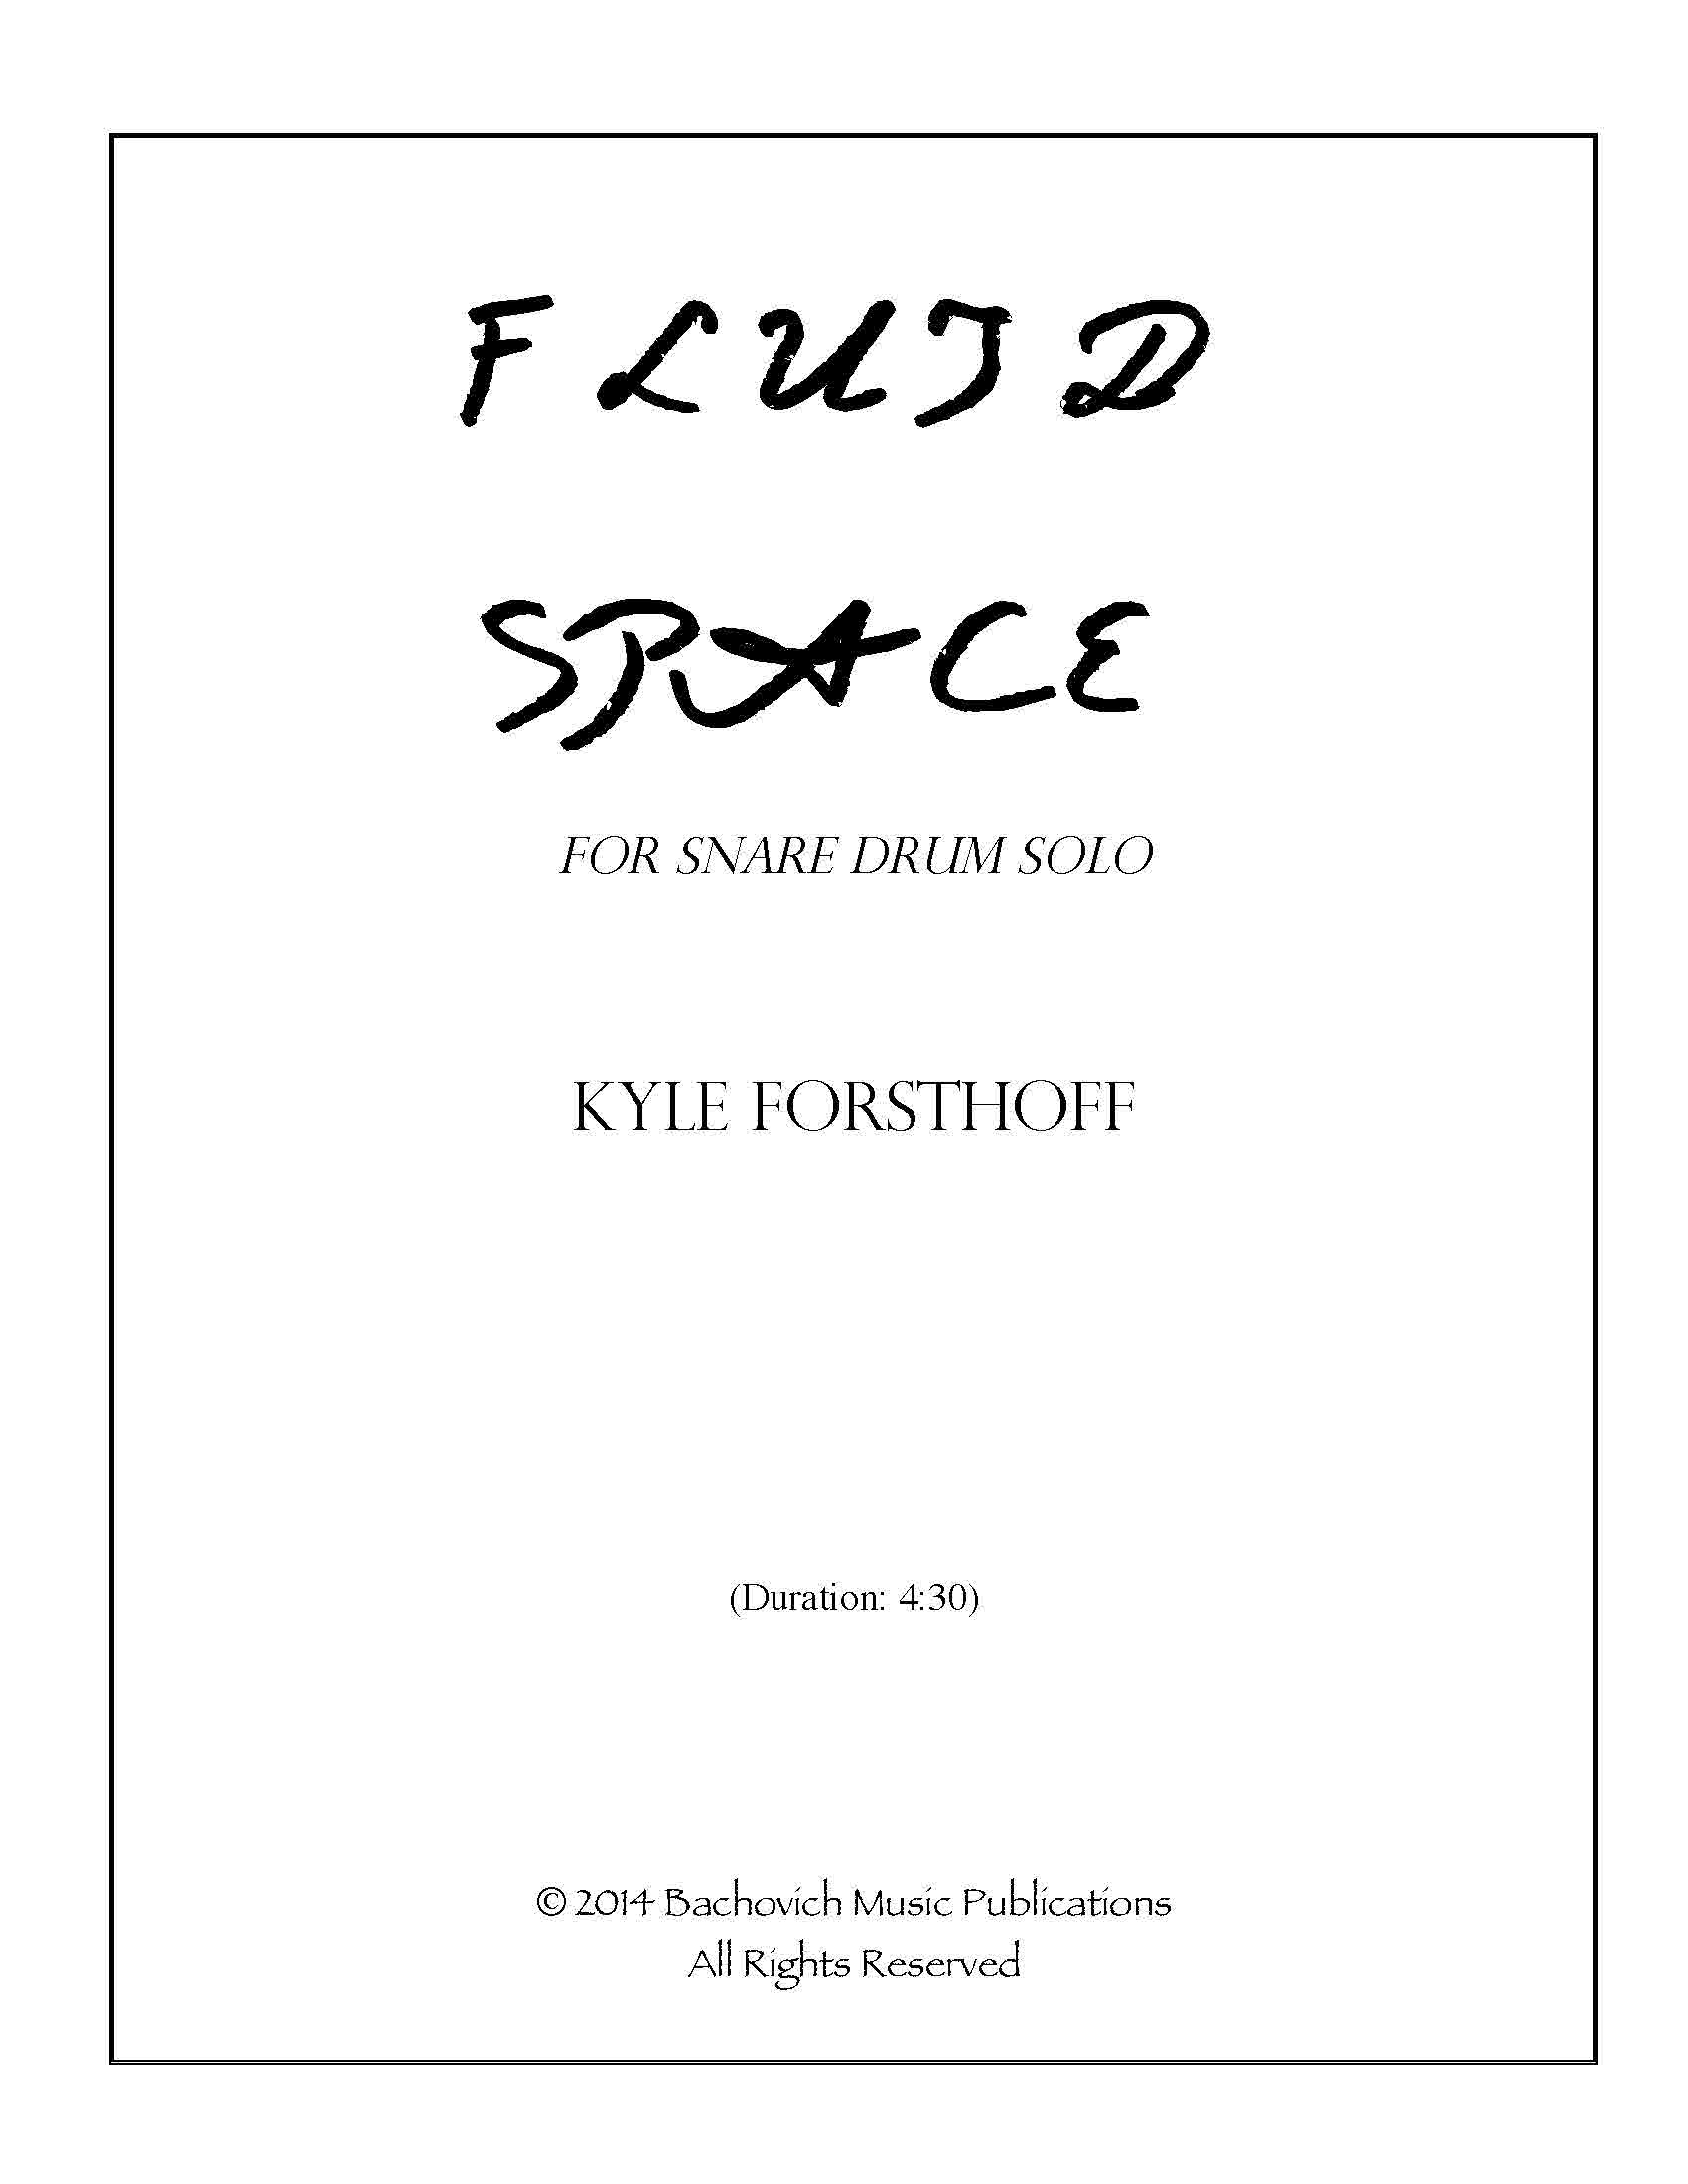 FLUID
SPACE
FOR SNARE DRUM SOLO
KYLE FORSTHOFF
(Duration: 4:30)
© 2014 Bachovich Music Publications
All Rights Reserved